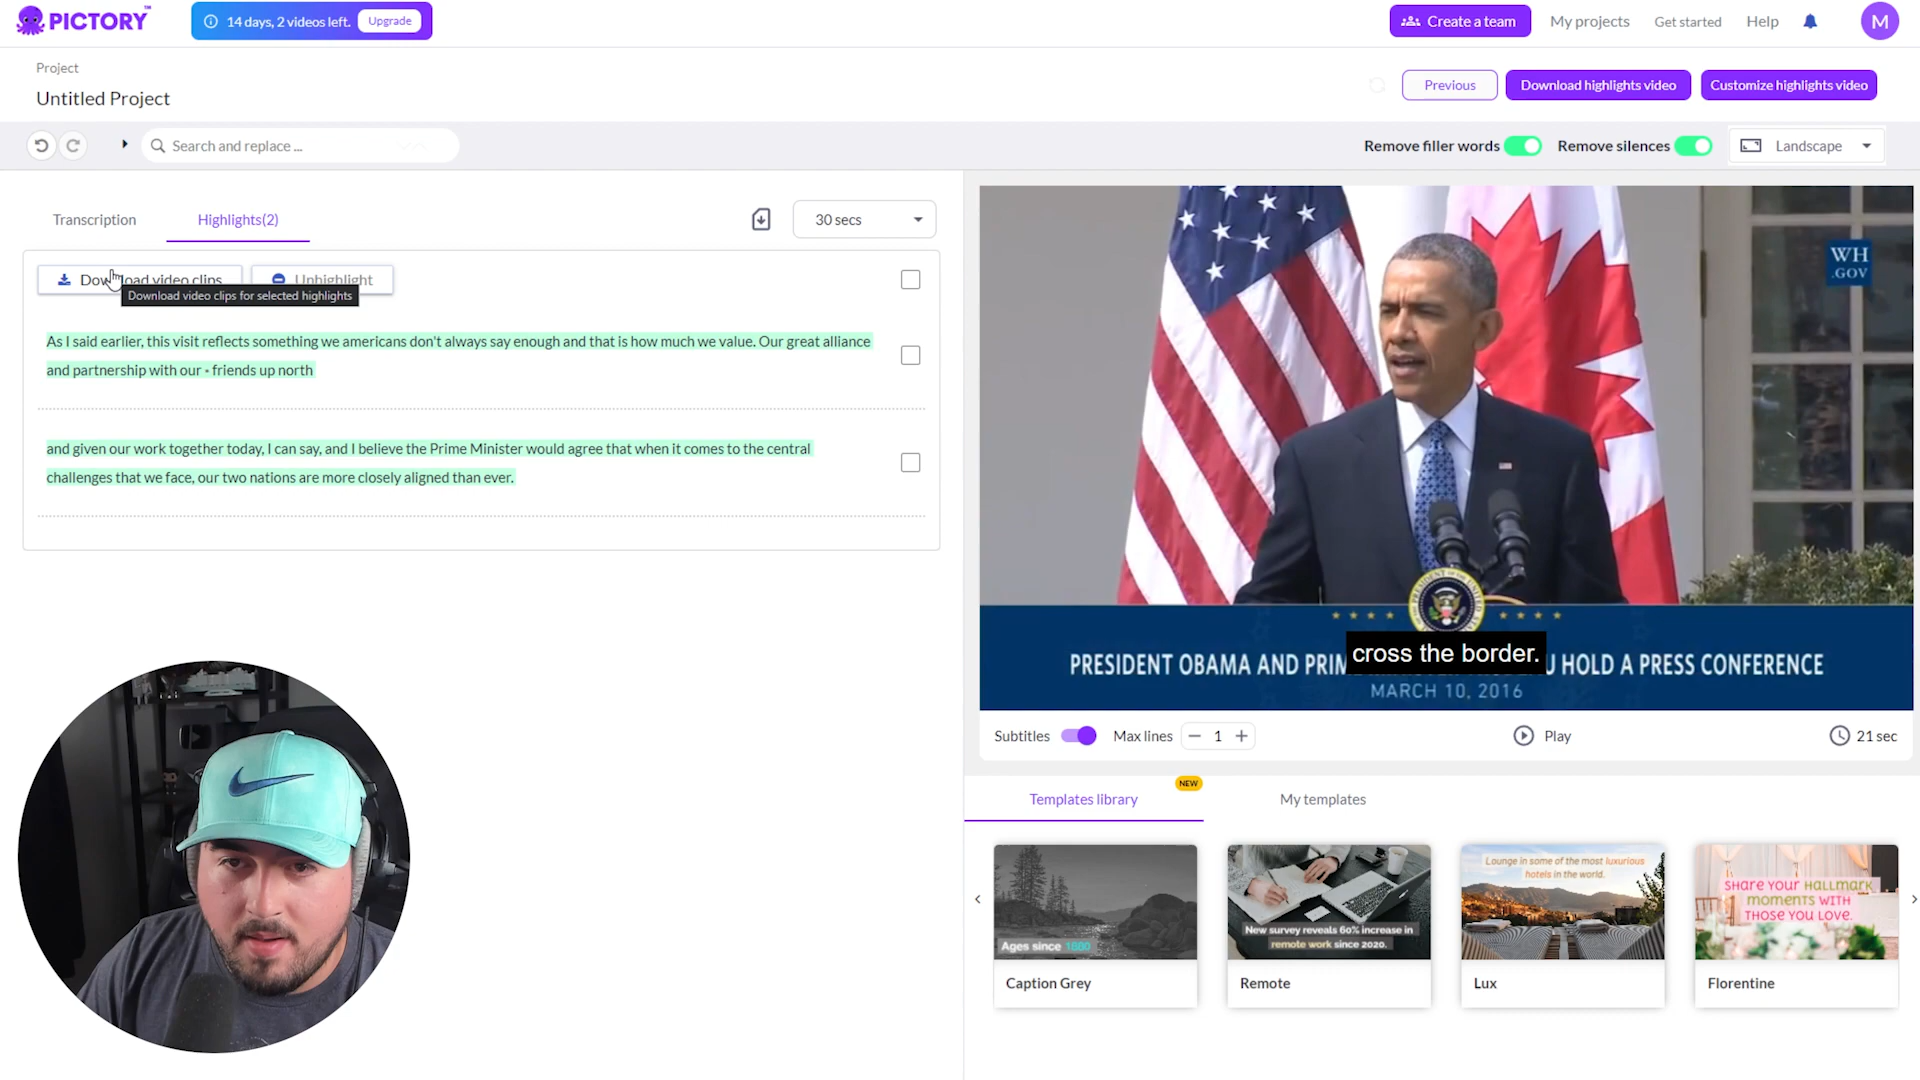 PICTORY™
14 days, 2 videos left.
Upgrade
Create a team
My projects
Get started
Help
M
Project
Untitled Project
Previous
Download highlights video
Customize highlights video
Search and replace ...
Remove filler words
Remove silences
Landscape
Transcription
Highlights(2)
30 secs
Download video clips
Unhighlight
Download video clips for selected highlights
As I said earlier, this visit reflects something we americans don't always say enough and that is how much we value. Our great alliance
and partnership with our • friends up north
and given our work together today, I can say, and I believe the Prime Minister would agree that when it comes to the central
challenges that we face, our two nations are more closely aligned than ever.
WH
.GOV
cross the border.
PRESIDENT OBAMA AND PRIM U HOLD A PRESS CONFERENCE
MARCH 10, 2016
Subtitles
Max lines
1
Play
21 sec
NEW
Templates library
My templates
Ages since 1880
Caption Grey
New survey reveals 60% increase in
remote work since 2020.
Remote
Lounge in some of the most luxurious
hotels in the world.
Lux
SHARE YOUR HALLMARK
MOMENTS WITH
THOSE YOU LOVE.
Florentine